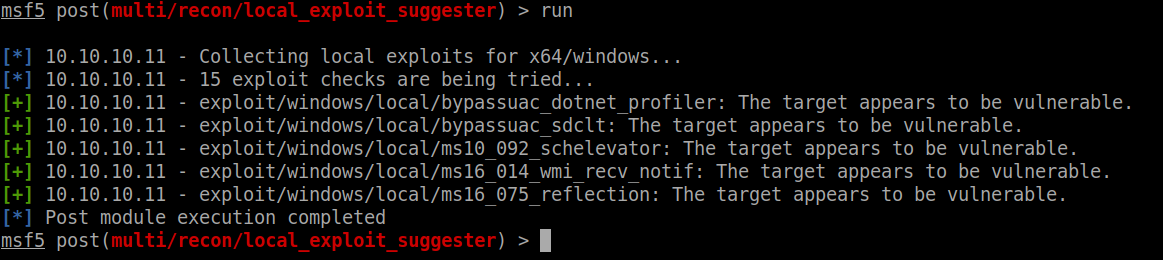 msf5 post(multi/recon/local_exploit_suggester) > run
[*] 10.10.10.11 - Collecting local exploits for x64/windows...
[*] 10.10.10.11 - 15 exploit checks are being tried...
[+] 10.10.10.11 - exploit/windows/local/bypassuac_dotnet_profiler: The target appears to be vulnerable.
[+] 10.10.10.11 - exploit/windows/local/bypassuac_sdclt: The target appears to be vulnerable.
[+] 10.10.10.11 - exploit/windows/local/ms10_092_schelevator: The target appears to be vulnerable.
[+] 10.10.10.11 - exploit/windows/local/ms16_014_wmi_recv_notif: The target appears to be vulnerable.
[+] 10.10.10.11 - exploit/windows/local/ms16_075_reflection: The target appears to be vulnerable.
[*] Post module execution completed
msf5 post(multi/recon/local_exploit_suggester) >